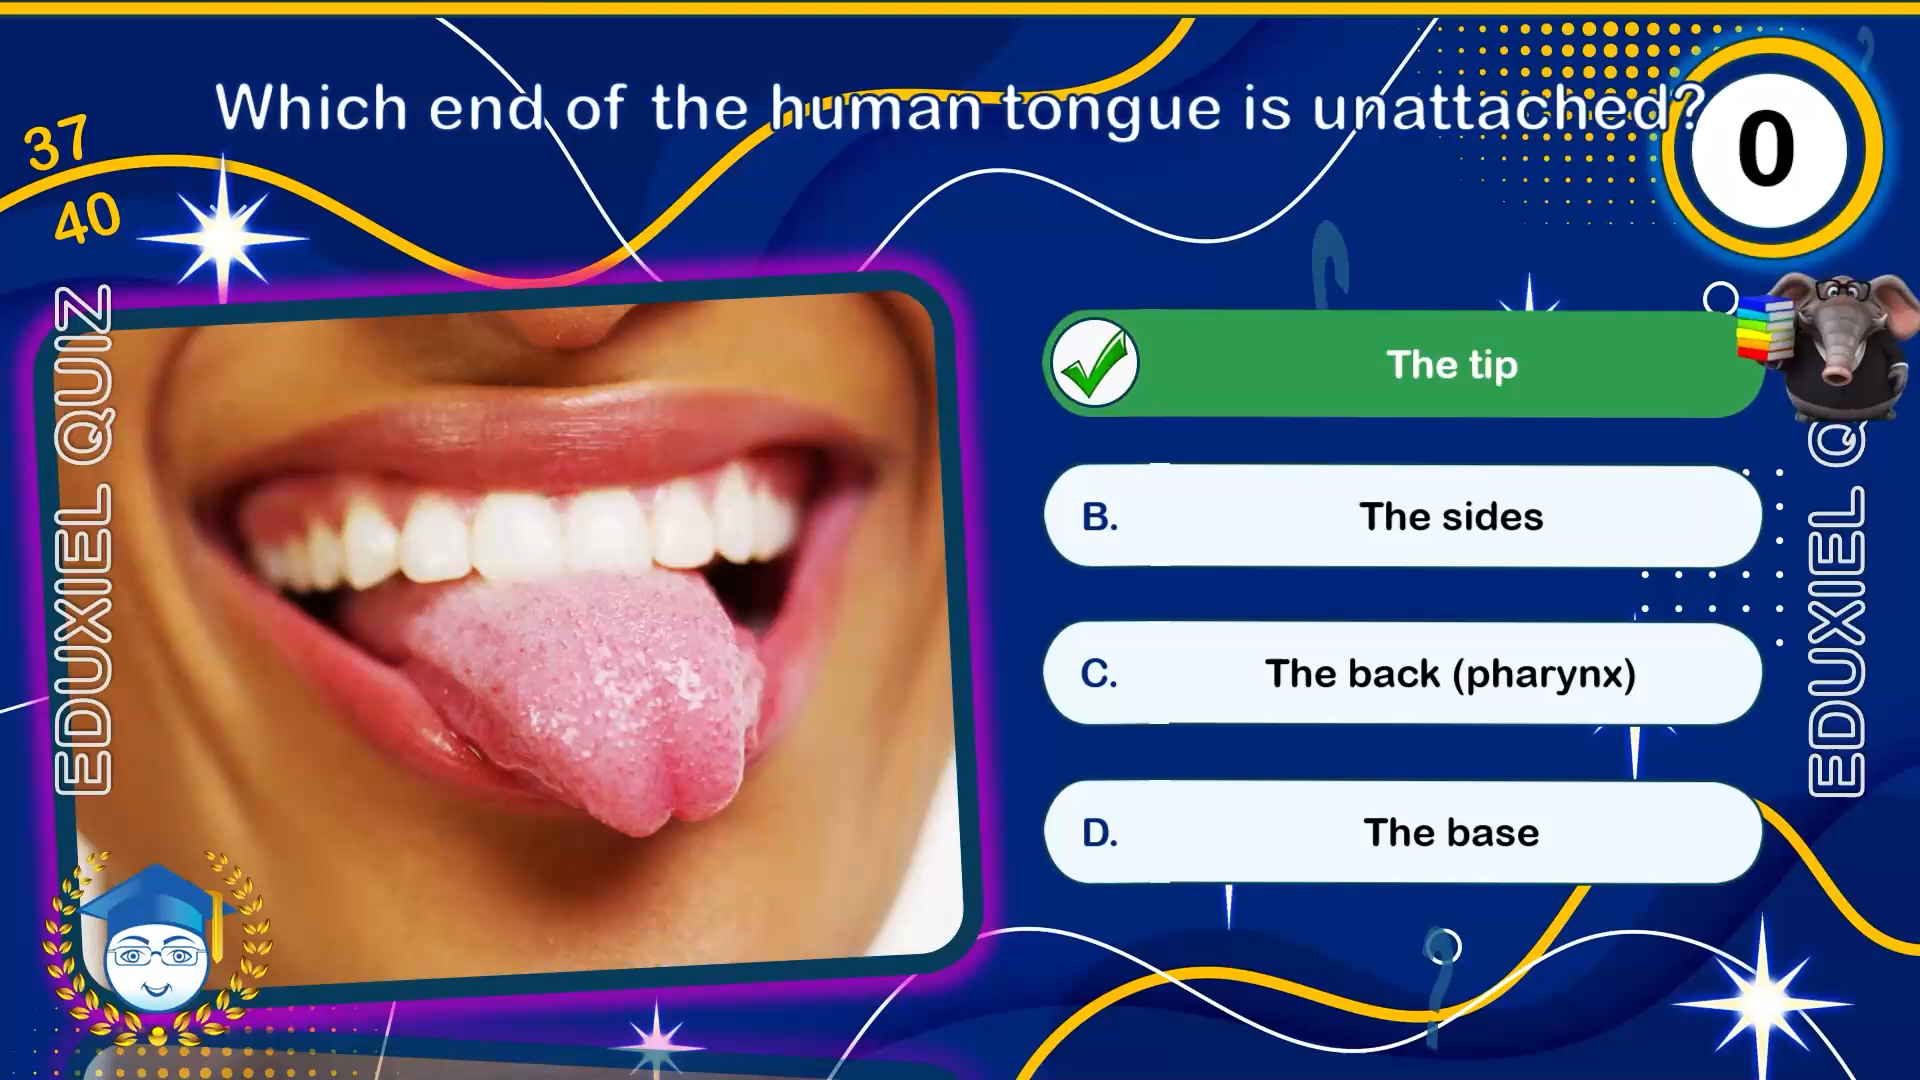 Which end of the human tongue is unattached?
0
37
40
EDUXIEL QUIZ
The tip
B. The sides
C. The back (pharynx)
D. The base
EDUXIEL Q